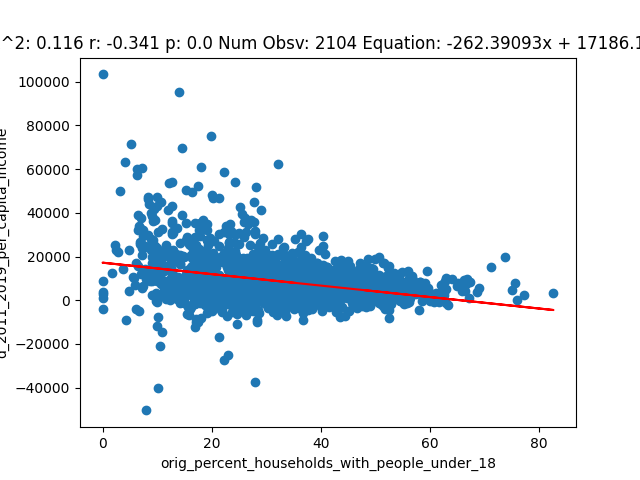 ^2: 0.116 r: -0.341 p: 0.0 Num Obsv: 2104 Equation: -262.39093x + 17186.1
100000
80000
60000
40000
20000
0
−20000
−40000
d_2011_2019_per_capita_income
0 20 40 60 80
orig_percent_households_with_people_under_18